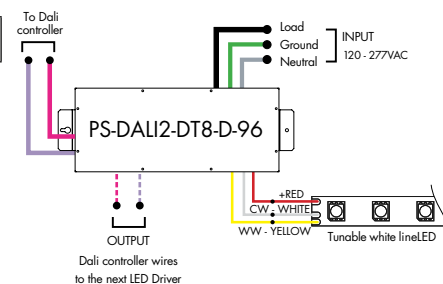 To Dali
controller
Load
Ground
Neutral
INPUT
120 - 277VAC
PS-DALI2-DT8-D-96
+RED
CW - WHITE
WW - YELLOW
Tunable white lineLED
OUTPUT
Dali controller wires
to the next LED Driver